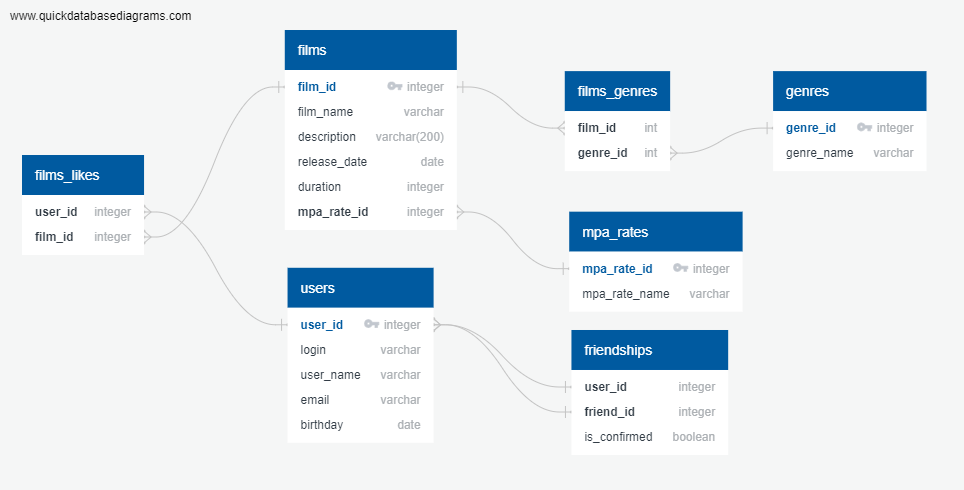 www.quickdatabasediagrams.com
films
film_id integer
film_name varchar
description varchar(200)
release_date date
duration integer
mpa_rate_id integer
films_genres
film_id int
genre_id int
genres
genre_id integer
genre_name varchar
films_likes
user_id integer
film_id integer
mpa_rates
mpa_rate_id integer
mpa_rate_name varchar
users
user_id integer
login varchar
user_name varchar
email varchar
birthday date
friendships
user_id integer
friend_id integer
is_confirmed boolean